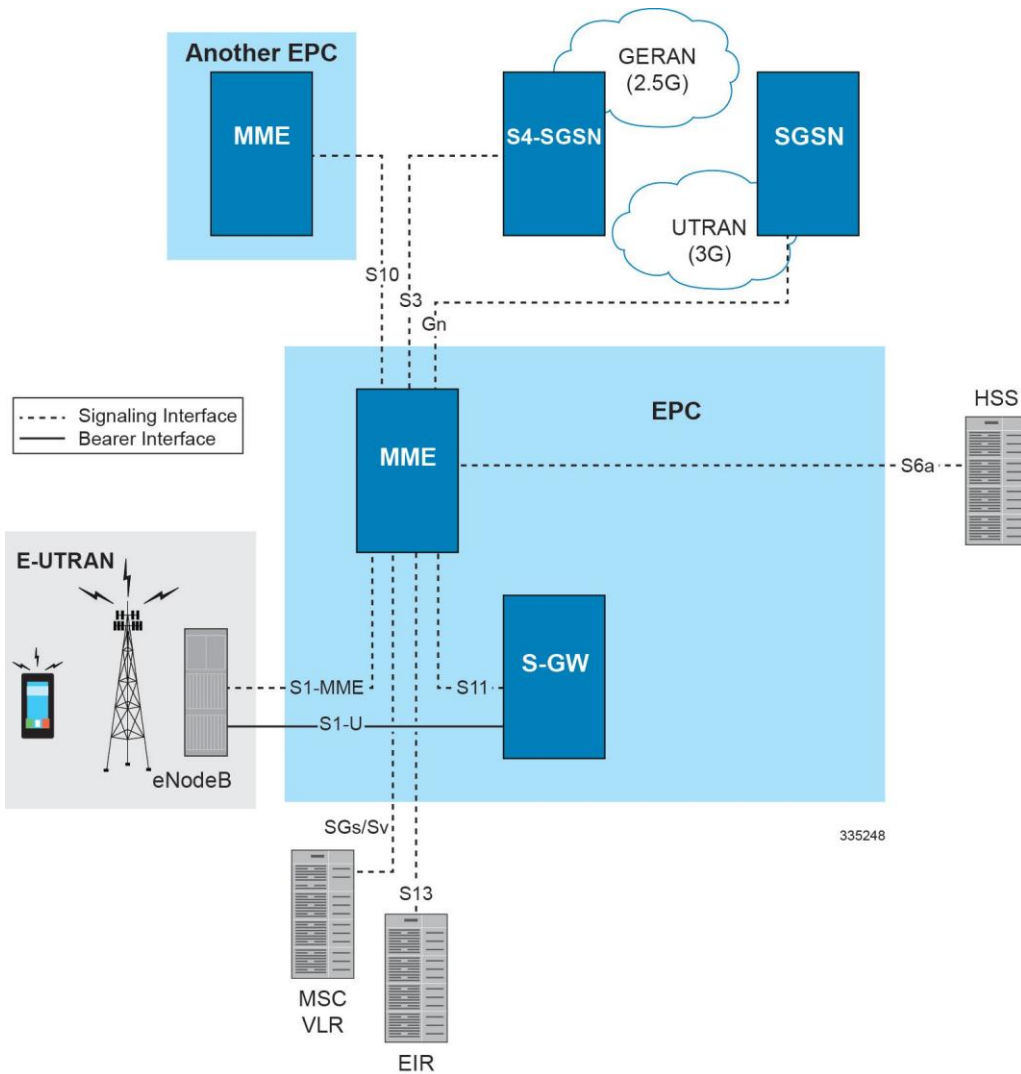 Another EPC
MME
GERAN
(2.5G)
S4-SGSN
SGSN
UTRAN
(3G)
S10
S3
Gn
Signaling Interface
Bearer Interface
EPC
MME
HSS
S6a
E-UTRAN
S-GW
S1-MME
S11
S1-U
eNodeB
SGs/Sv
335248
S13
MSC
VLR
EIR